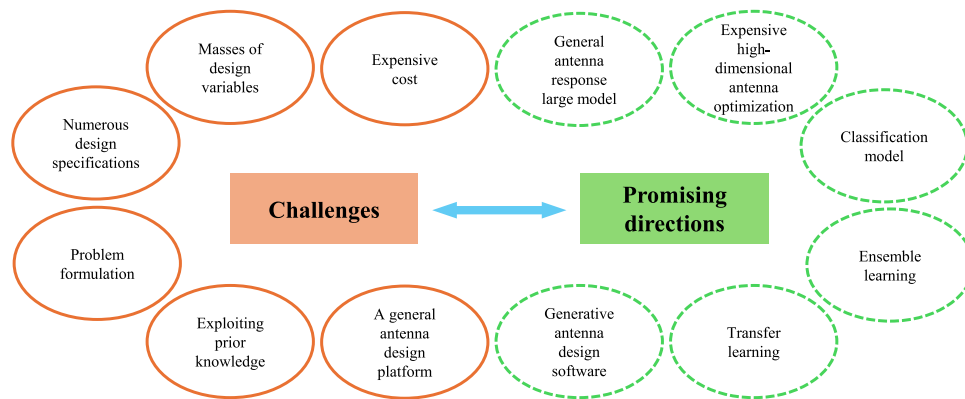 Masses of
design
variables
Expensive
cost
General
antenna
response
large model
Expensive
high-
dimensional
antenna
optimization
Numerous
design
specifications
Classification
model
Challenges
Promising
directions
Problem
formulation
Ensemble
learning
Exploiting
prior
knowledge
A general
antenna
design
platform
Generative
antenna
design
software
Transfer
learning